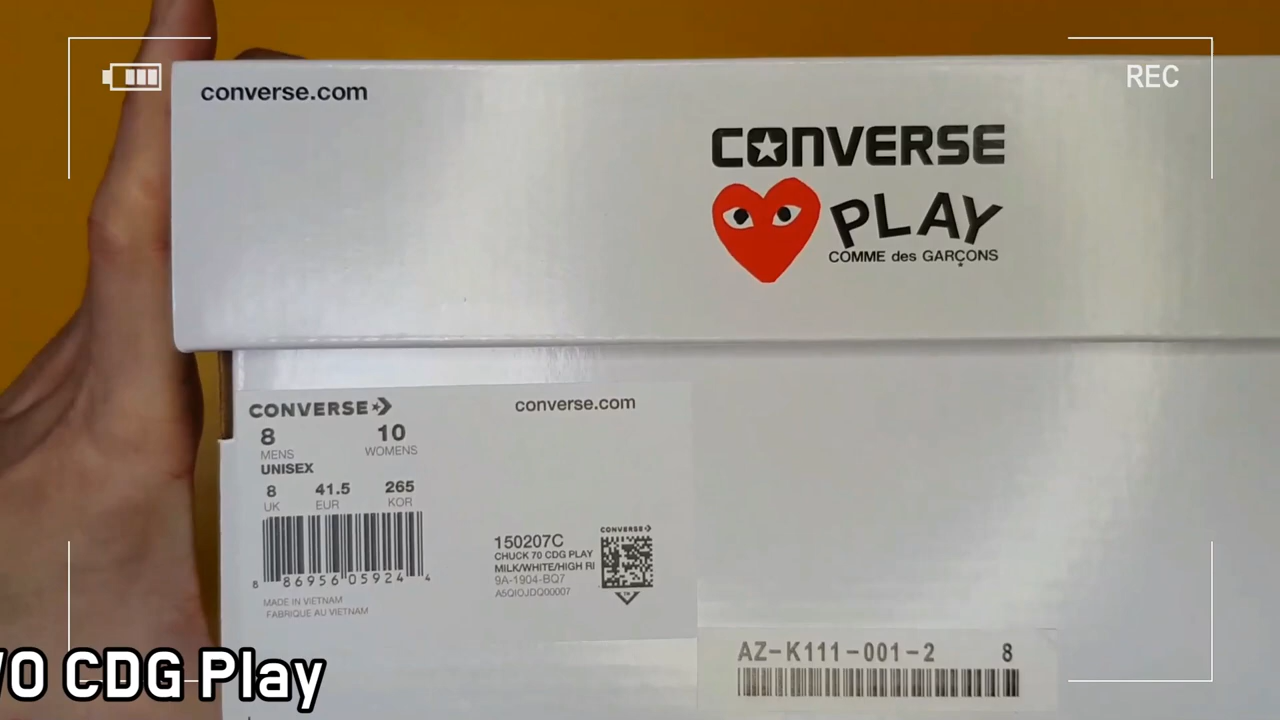 REC
converse.com
CONVERSE
PLAY
COMME des GARÇONS
CONVERSE
converse.com
8 10
MENS WOMENS
UNISEX
8 41.5 265
UK EUR KOR
8 86956 05924 4
MADE IN VIETNAM
FABRIQUE AU VIETNAM
CONVERSE
150207C
CHUCK 70 CDG PLAY
MILK/WHITE/HIGH RI
9A-1904-BQ7
A5QIOJDQ00007
AZ-K111-001-2 8
CDG Play